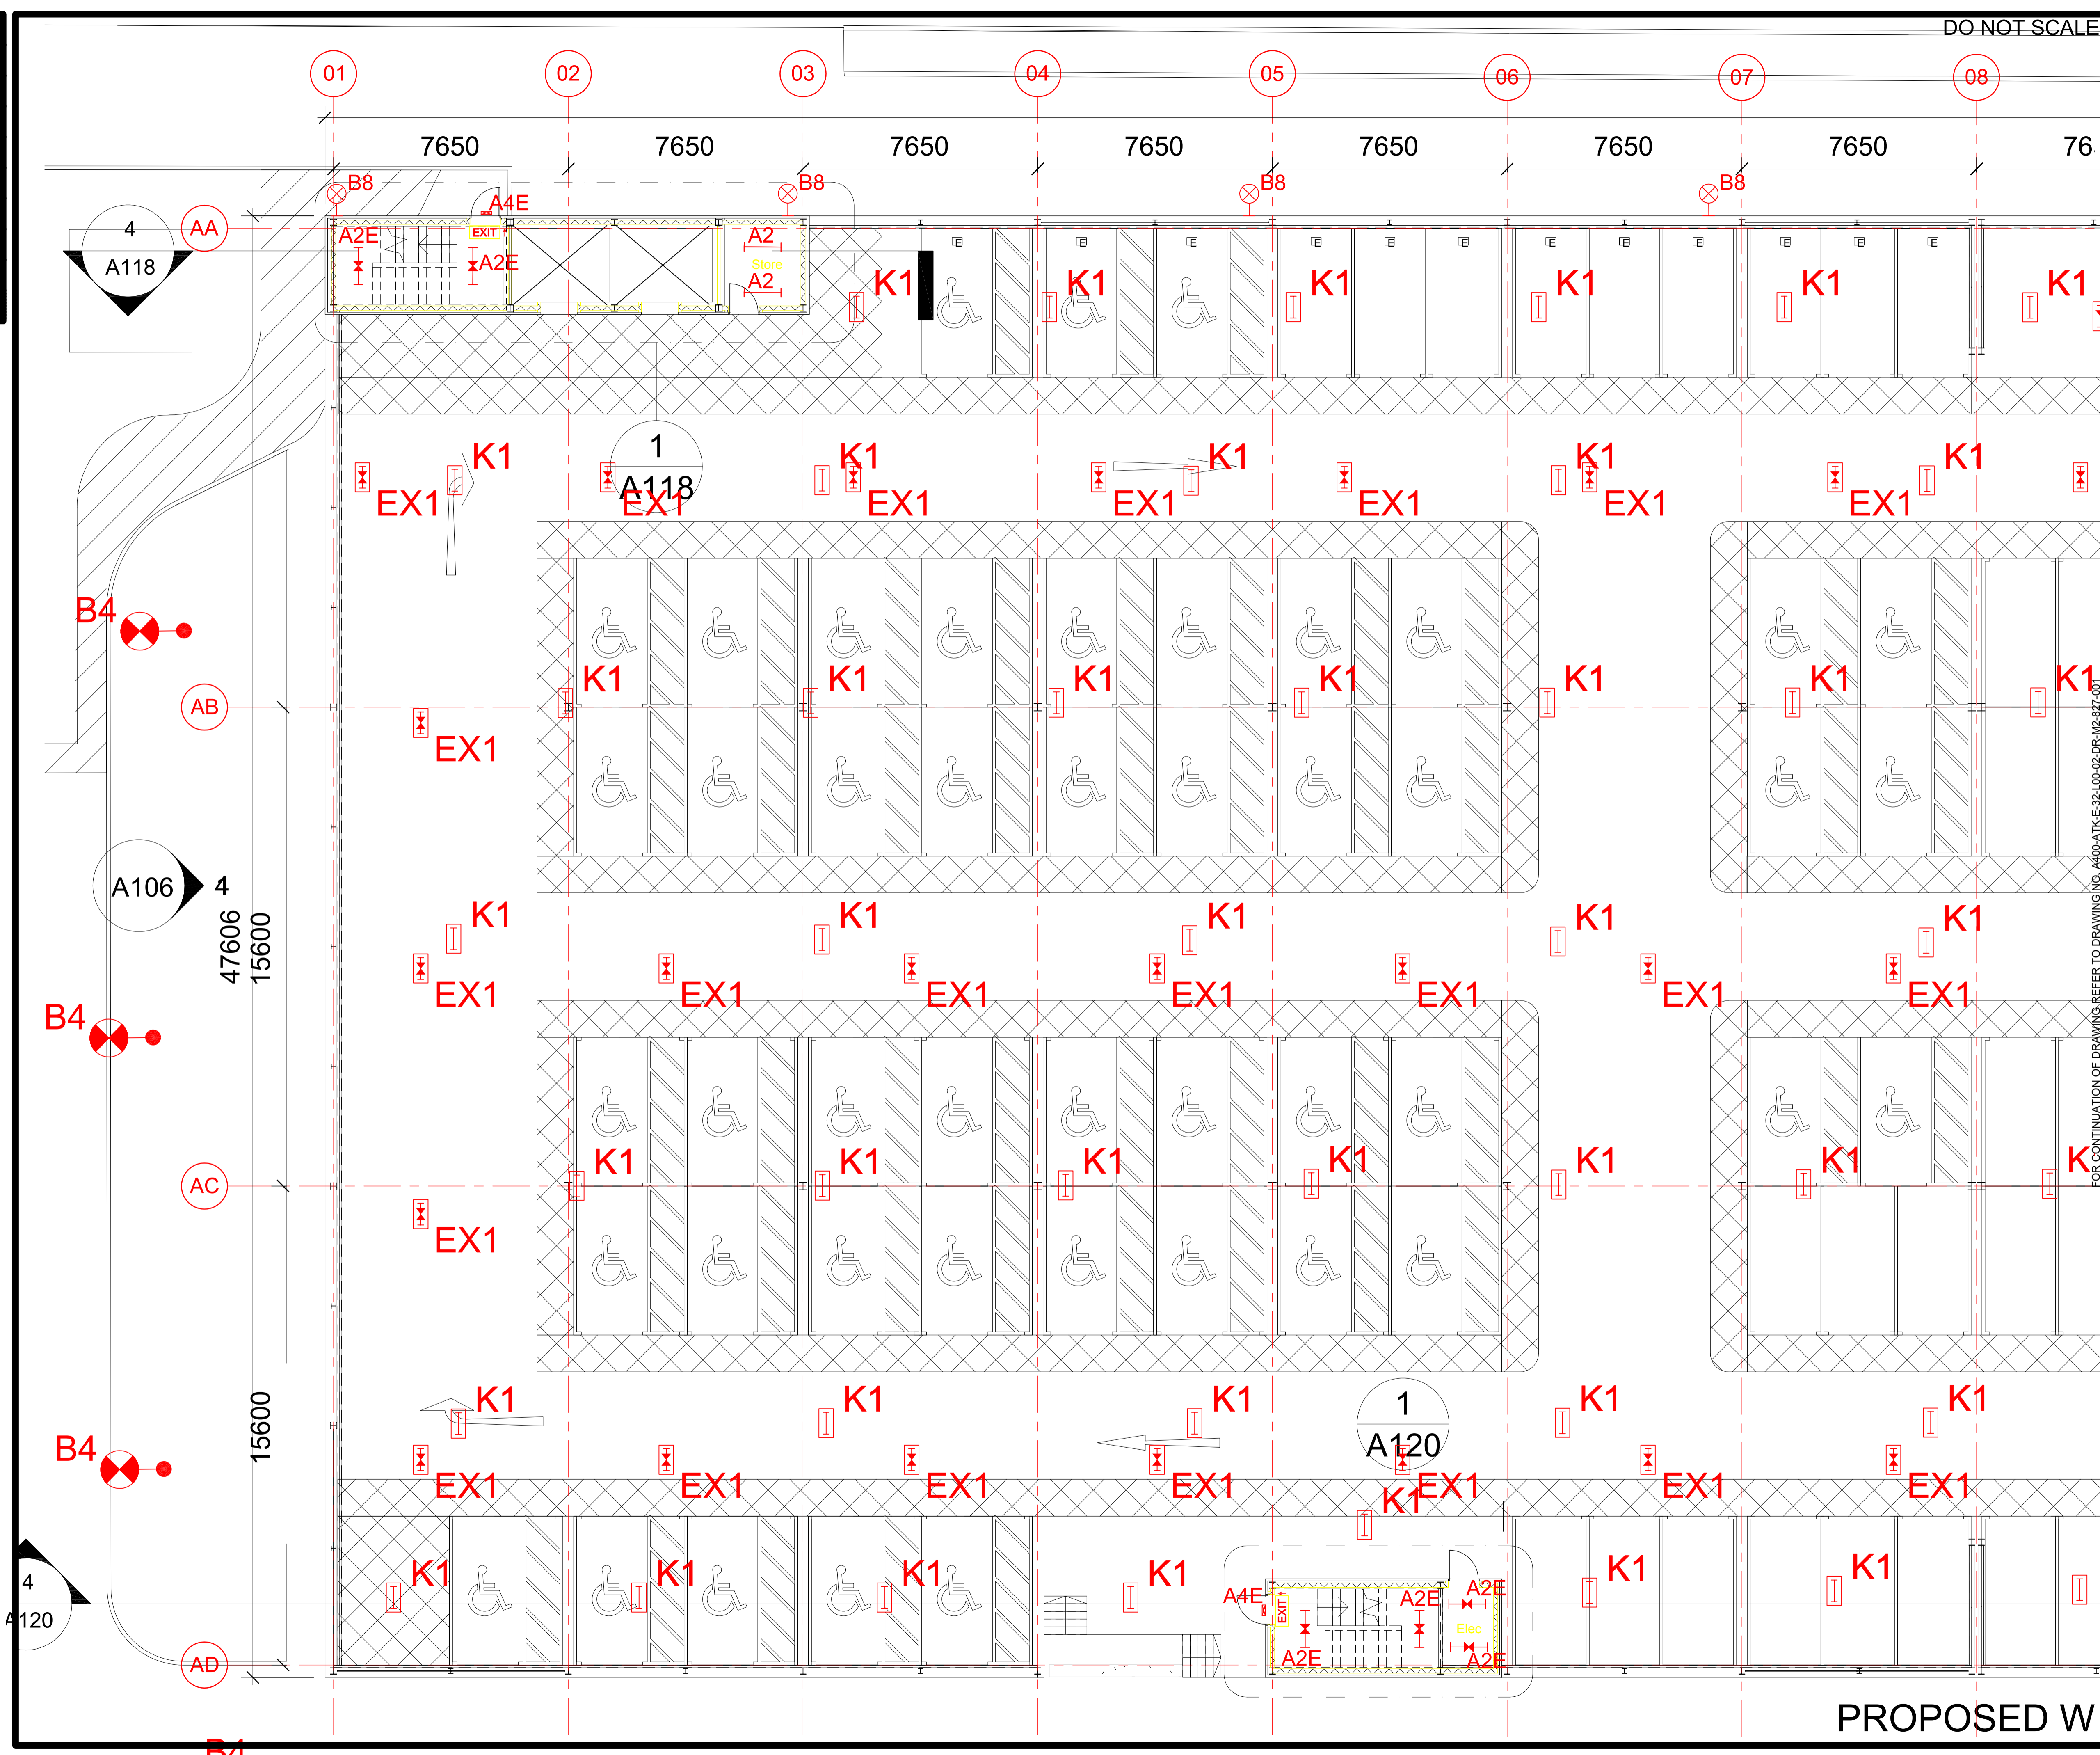 DO NOT SCALE
01 02 03 04 05 06 07 08
7650 7650 7650 7650 7650 7650 7650 76
B8 B8 B8 B8
A4E
AA
4
A118
A2E EXIT A2
A2E Store
A2
E E E E E E E E E E E E
K1 K1 K1 K1 K1 K1
1
A118
K1 K1 K1 K1 K1
EX1 EX1 EX1 EX1 EX1 EX1 EX1
B4
K1 K1 K1 K1 K1 K1 K1
AB
EX1
A106 4
47606
15600
K1 K1 K1 K1 K1
EX1 EX1 EX1 EX1 EX1 EX1 EX1
B4
FOR CONTINUATION OF DRAWING REFER TO DRAWING NO. A400-ATK-E-32-L00-02-DR-M2-827-001
K1 K1 K1 K1 K1 K1 K
AC
EX1
15600
1
A120
K1 K1 K1 K1 K1
B4
EX1 EX1 EX1 EX1 EX1 EX1 EX1
K1
4
A120
K1 K1 K1 K1 K1 K1
A4E EXIT A2E A2E
Elec
A2E A2E
AD
PROPOSED W
B4